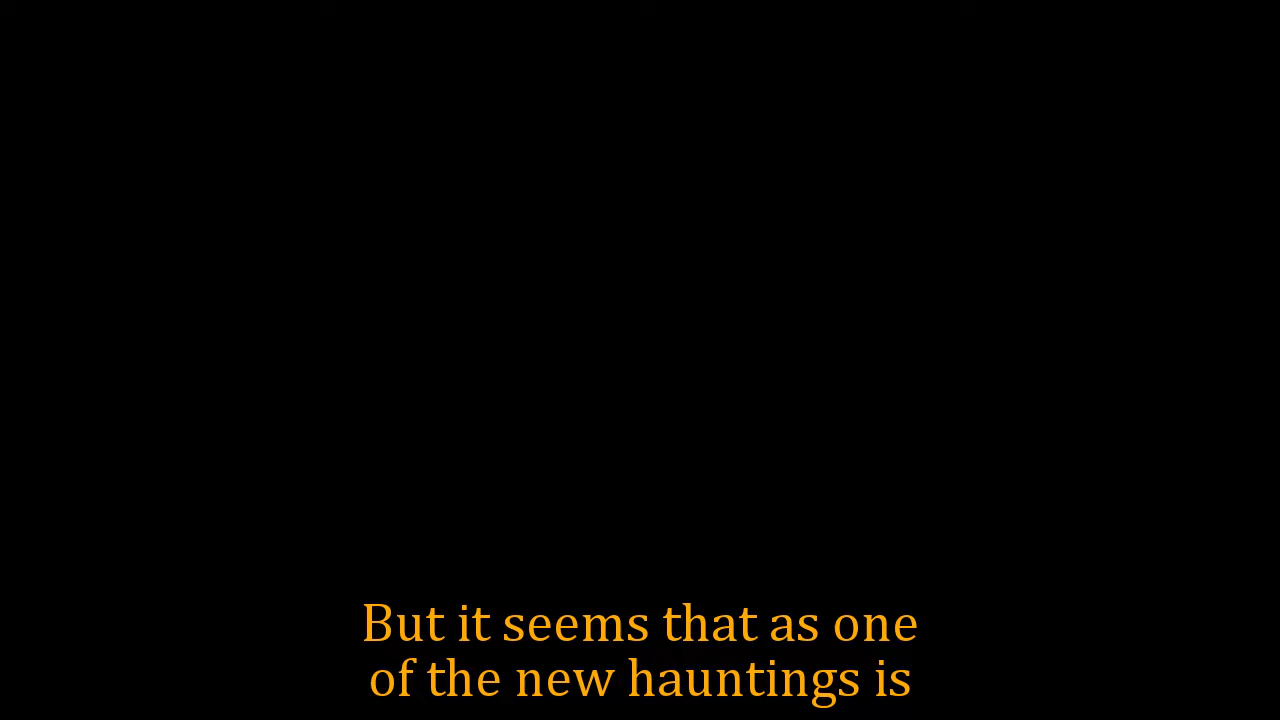 But it seems that as one
of the new hauntings is